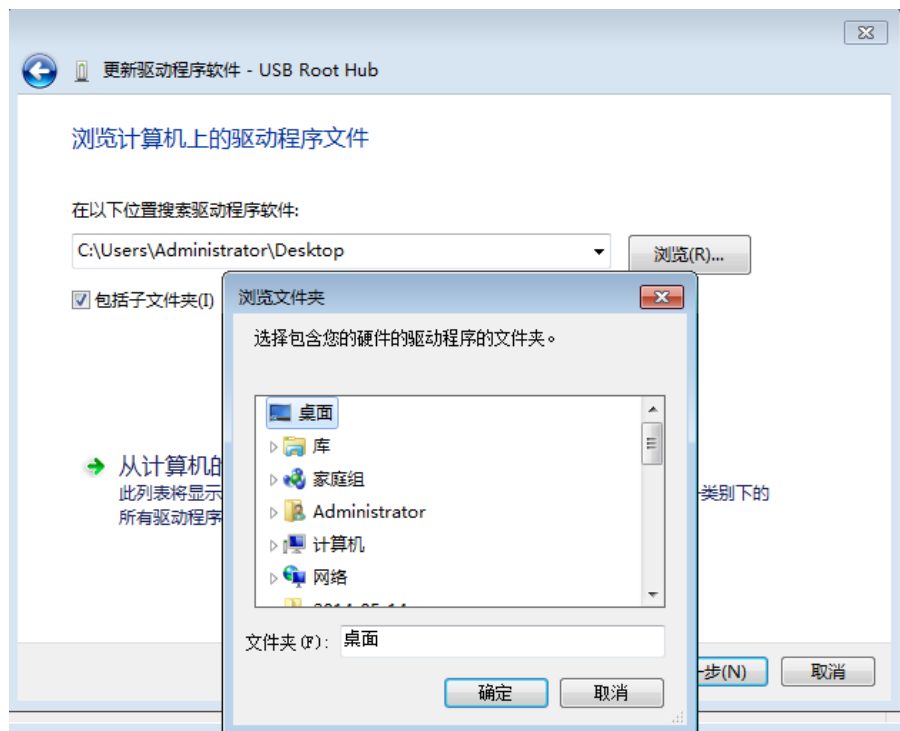 更新驱动程序软件 - USB Root Hub
浏览计算机上的驱动程序文件
在以下位置搜索驱动程序软件:
C:\Users\Administrator\Desktop
浏览(R)...
包括子文件夹(I)
浏览文件夹
选择包含您的硬件的驱动程序的文件夹。
桌面
库
家庭组
Administrator
计算机
网络
2014-05-14
文件夹(F):
桌面
确定
取消
从计算机的
此列表将显示
类别下的
所有驱动程序
步(N)
取消